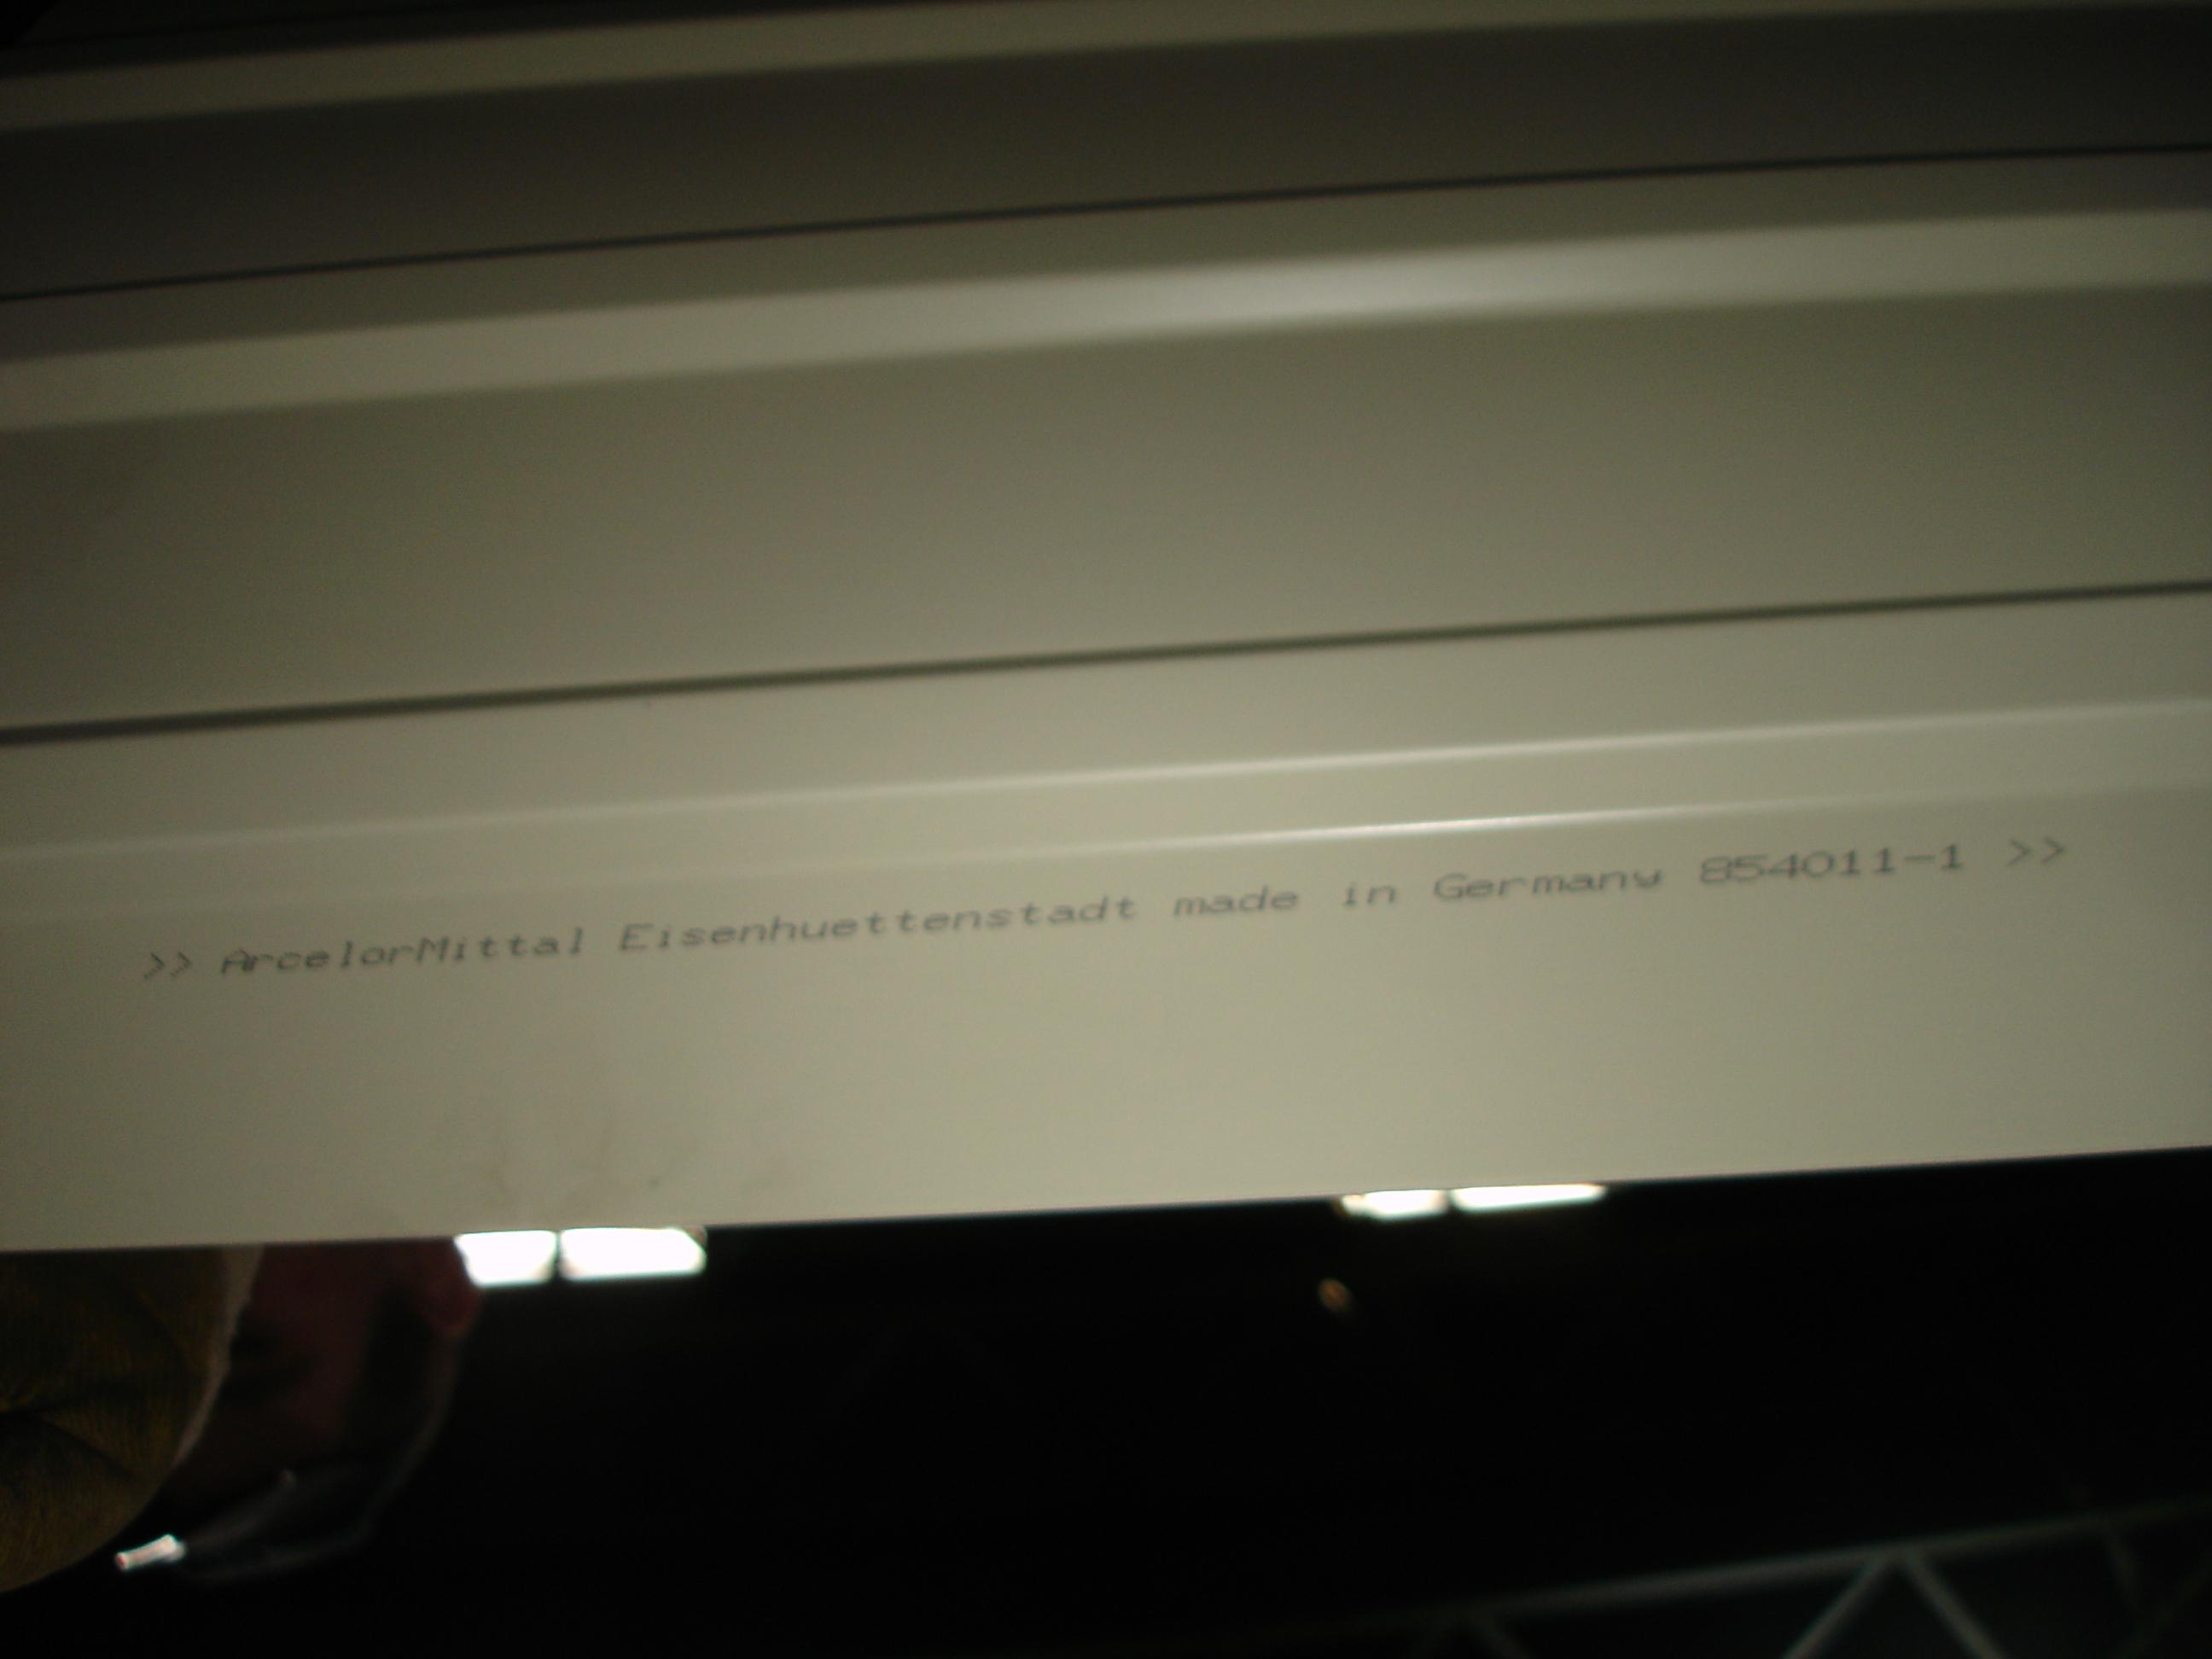 >> ArcelorMittal Eisenhuettenstadt made in Germany 854011-1 >>